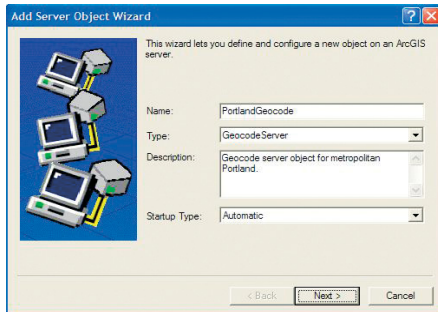 Add Server Object Wizard
This wizard lets you define and configure a new object on an ArcGIS
server.
Name: PortlandGeocode
Type: GeocodeServer
Description: Geocode server object for metropolitan
Portland.
Startup Type: Automatic
< Back Next > Cancel